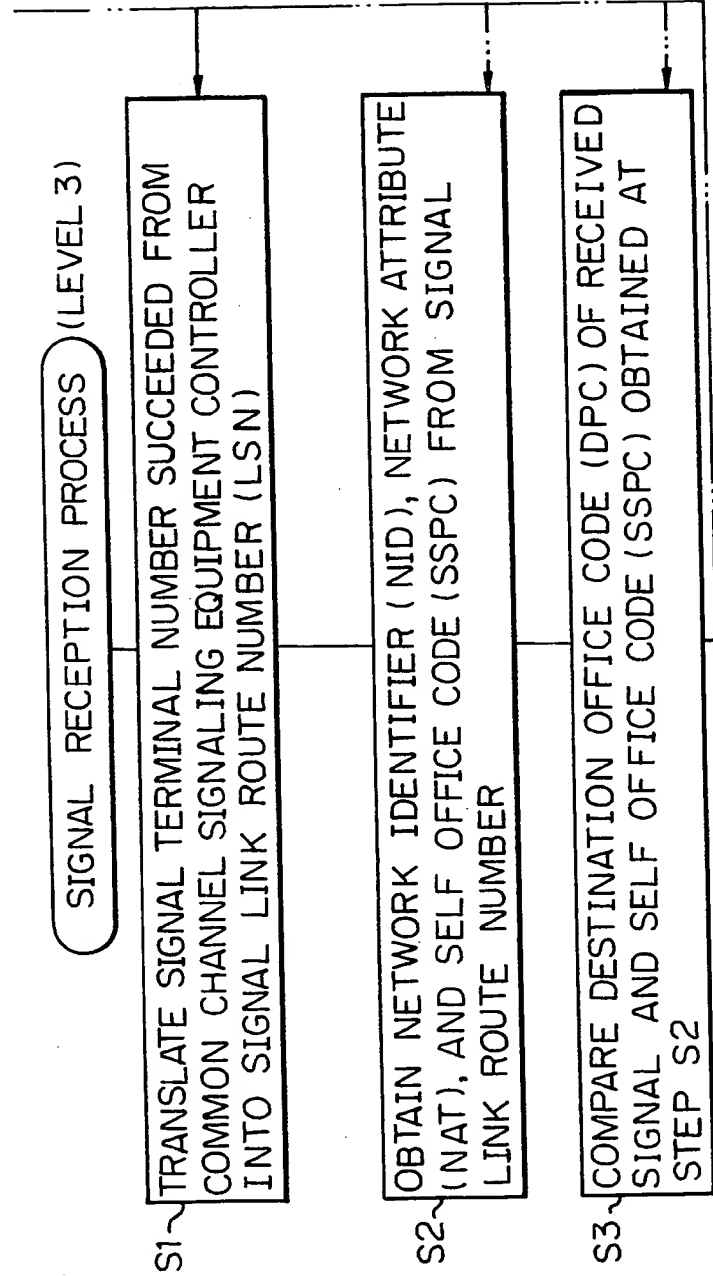 SIGNAL RECEPTION PROCESS (LEVEL 3)
S1 TRANSLATE SIGNAL TERMINAL NUMBER SUCCEEDED FROM
COMMON CHANNEL SIGNALING EQUIPMENT CONTROLLER
INTO SIGNAL LINK ROUTE NUMBER (LSN)
S2 OBTAIN NETWORK IDENTIFIER (NID), NETWORK ATTRIBUTE
(NAT), AND SELF OFFICE CODE (SSPC) FROM SIGNAL
LINK ROUTE NUMBER
S3 COMPARE DESTINATION OFFICE CODE (DPC) OF RECEIVED
SIGNAL AND SELF OFFICE CODE (SSPC) OBTAINED AT
STEP S2